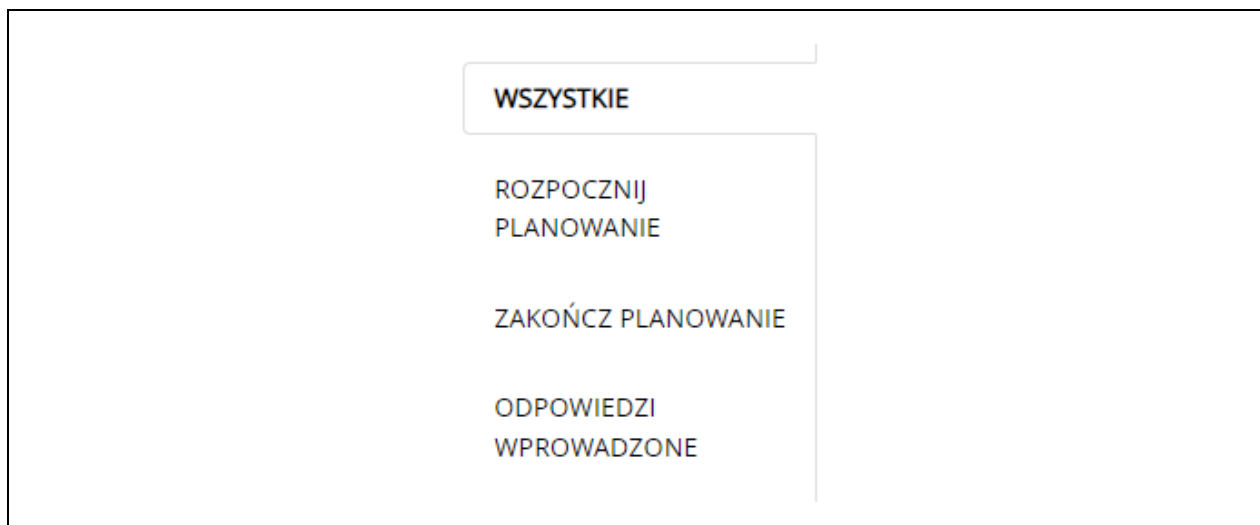 WSZYSTKIE
ROZPOCZNIJ
PLANOWANIE
ZAKOŃCZ PLANOWANIE
ODPOWIEDZI
WPROWADZONE